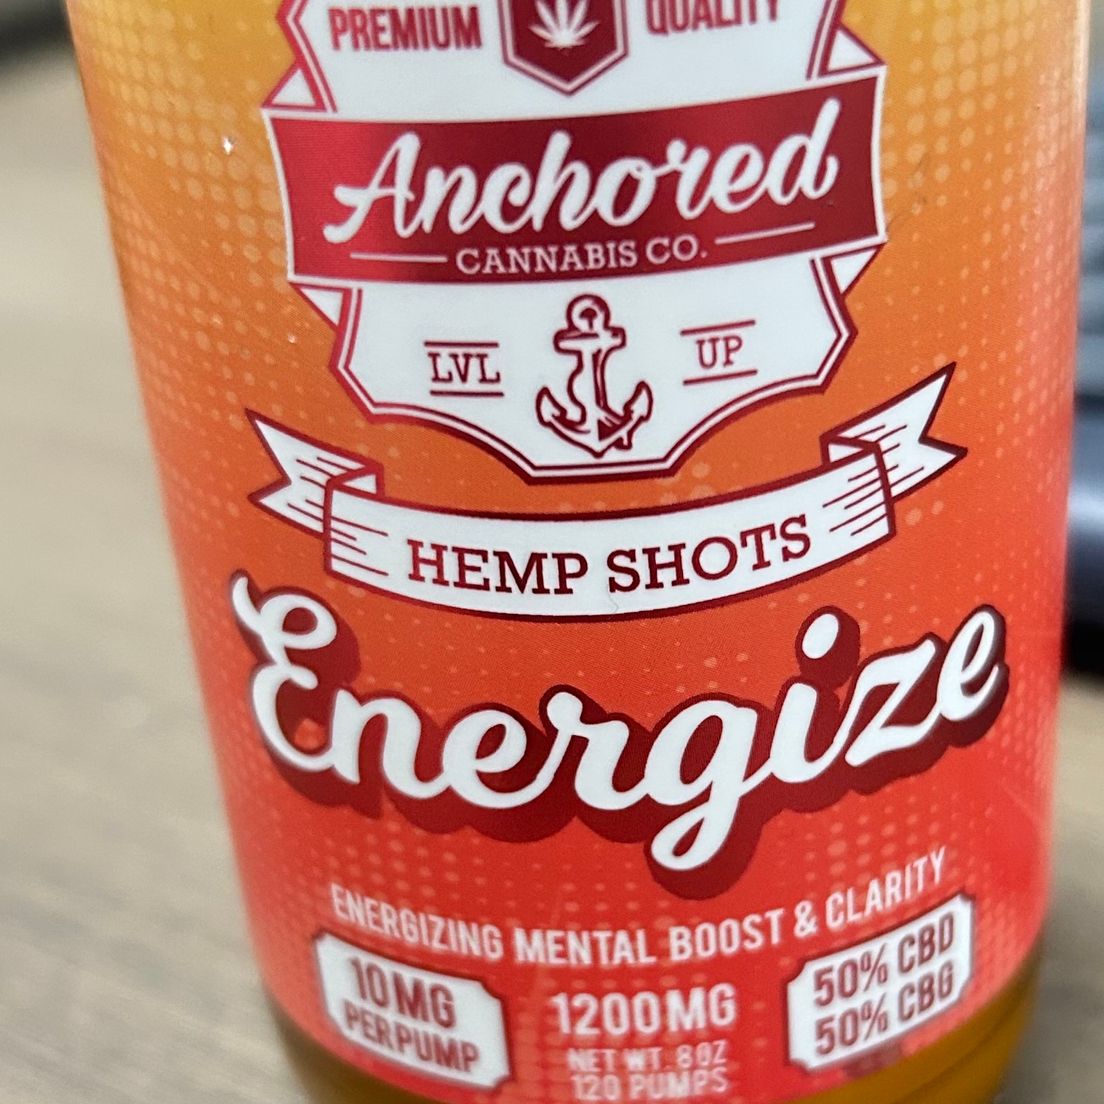 PREMIUM QUALITY
Anchored
CANNABIS CO.
LVL UP
HEMP SHOTS
Energize
ENERGIZING MENTAL BOOST & CLARITY
10MG
PER PUMP
1200MG
NET WT. 8OZ
120 PUMPS
50% CBD
50% CBG